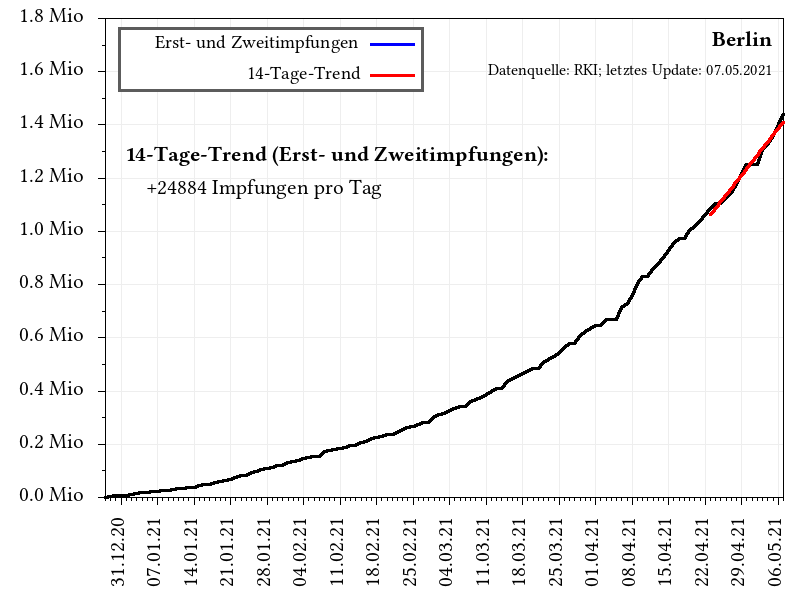 1.8 Mio
1.6 Mio
1.4 Mio
1.2 Mio
1.0 Mio
0.8 Mio
0.6 Mio
0.4 Mio
0.2 Mio
0.0 Mio
Erst- und Zweitimpfungen
14-Tage-Trend
Berlin
Datenquelle: RKI; letztes Update: 07.05.2021
14-Tage-Trend (Erst- und Zweitimpfungen):
+24884 Impfungen pro Tag
31.12.20
07.01.21
14.01.21
21.01.21
28.01.21
04.02.21
11.02.21
18.02.21
25.02.21
04.03.21
11.03.21
18.03.21
25.03.21
01.04.21
08.04.21
15.04.21
22.04.21
29.04.21
06.05.21